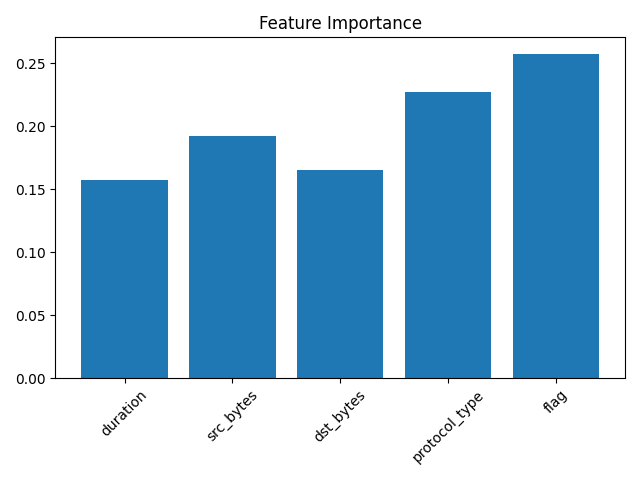 Feature Importance
0.25
0.20
0.15
0.10
0.05
0.00
duration
src_bytes
dst_bytes
protocol_type
flag